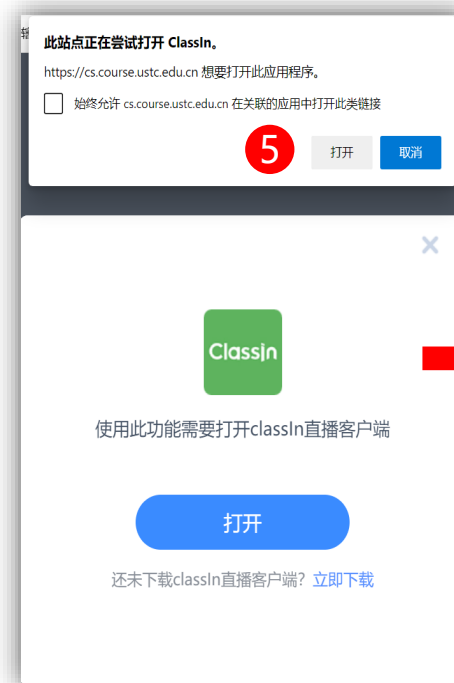 此站点正在尝试打开 ClassIn。
https://cs.course.ustc.edu.cn 想要打开此应用程序。
始终允许 cs.course.ustc.edu.cn 在关联的应用中打开此类链接
5
打开 取消
ClassIn
使用此功能需要打开classIn直播客户端
打开
还未下载classIn直播客户端？立即下载